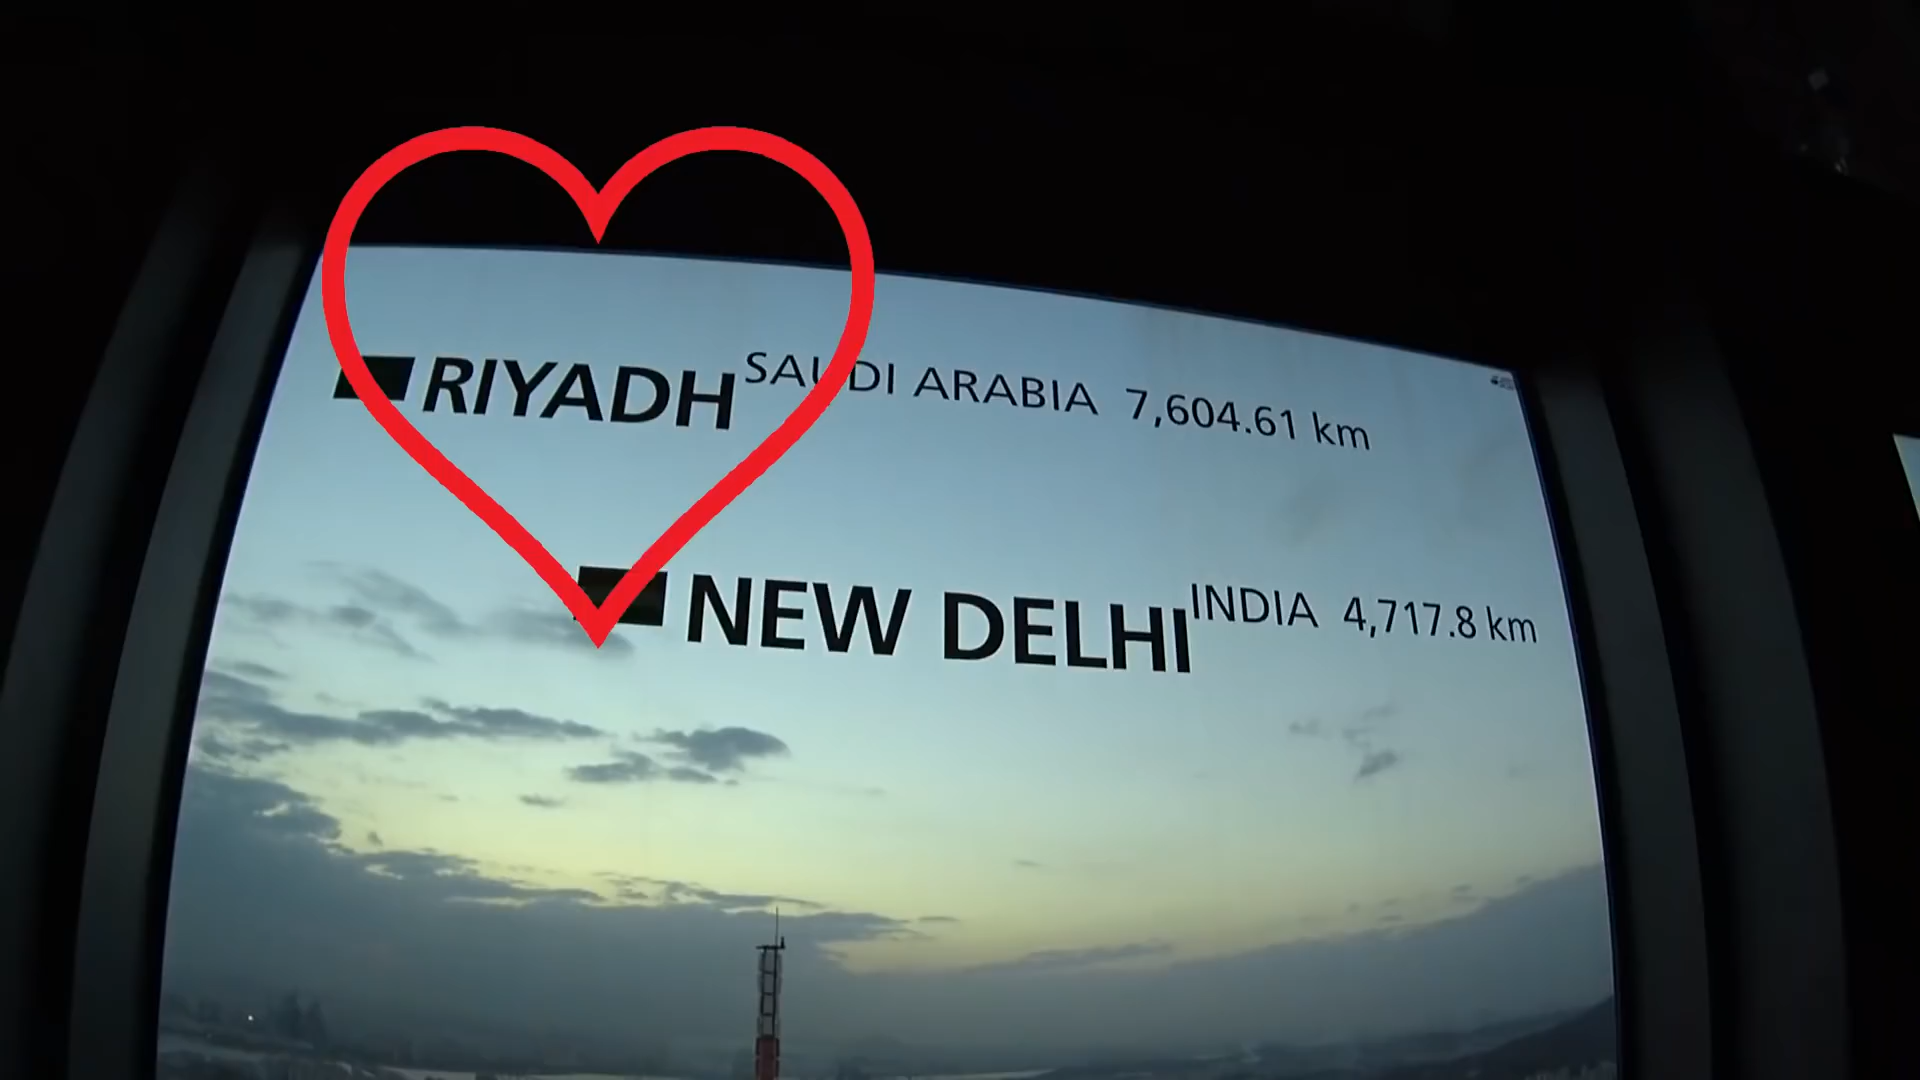 RIYADH SAUDI ARABIA 7,604.61 km
NEW DELHI INDIA 4,717.8 km